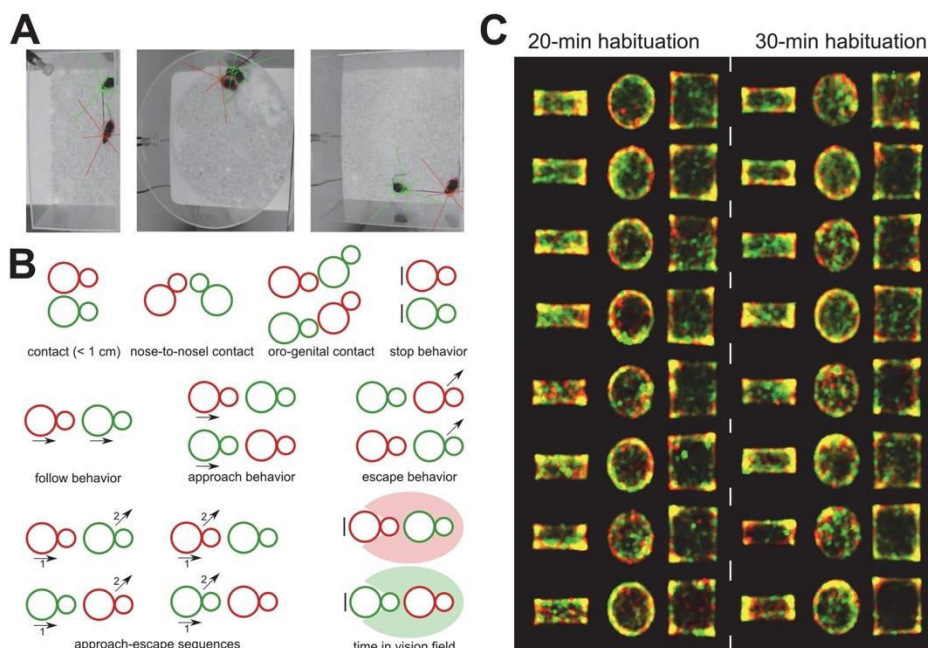 A
B
contact (< 1 cm)
nose-to-nosel contact
oro-genital contact
stop behavior
follow behavior
approach behavior
escape behavior
2
2
1
1
2
2
1
1
approach-escape sequences
time in vision field
C
20-min habituation
30-min habituation